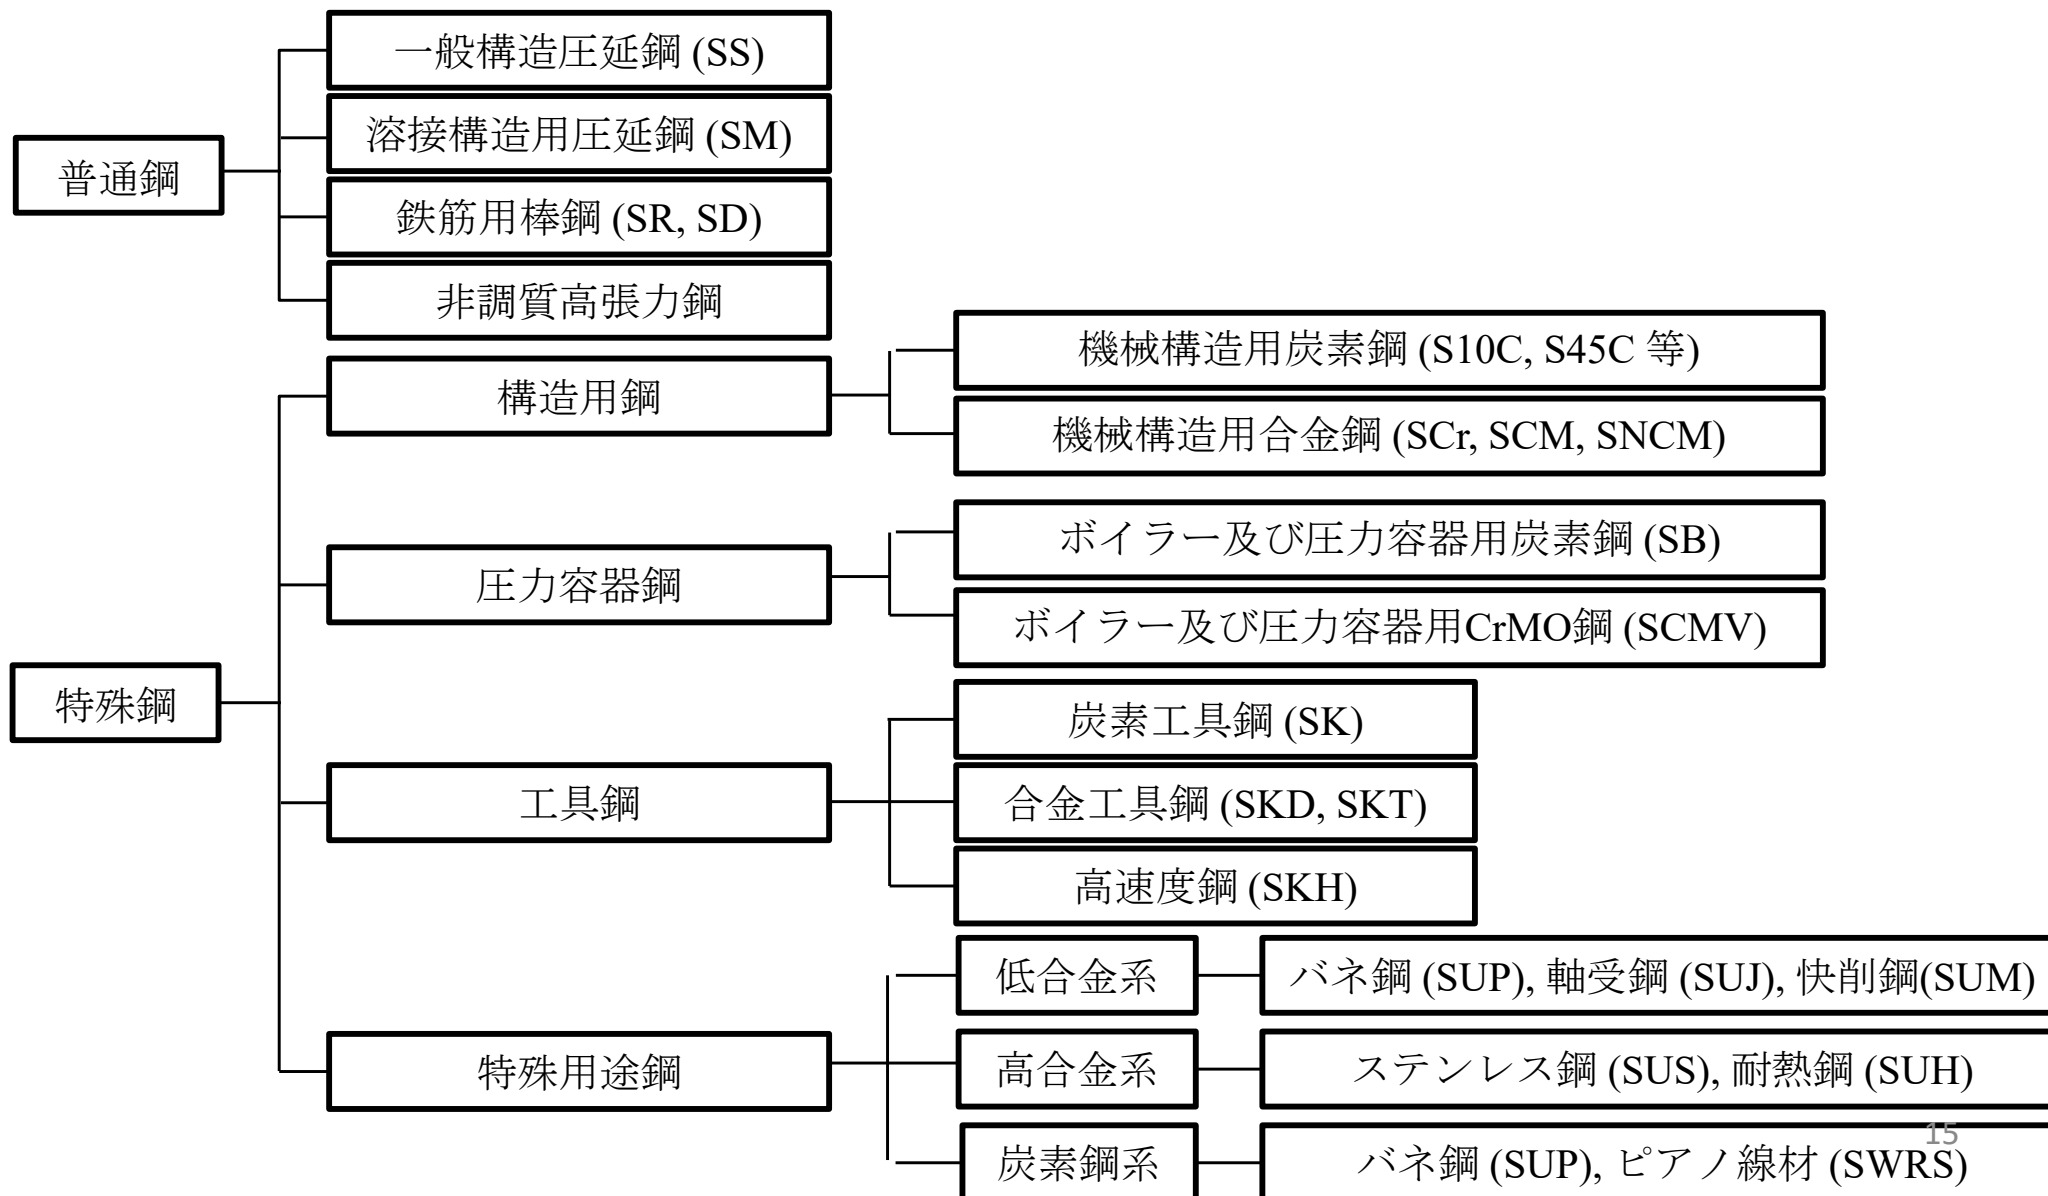 一般構造圧延鋼 (SS)
溶接構造用圧延鋼 (SM)
普通鋼
鉄筋用棒鋼 (SR, SD)
非調質高張力鋼
機械構造用炭素鋼 (S10C, S45C 等)
構造用鋼
機械構造用合金鋼 (SCr, SCM, SNCM)
ボイラー及び圧力容器用炭素鋼 (SB)
圧力容器鋼
ボイラー及び圧力容器用CrMO鋼 (SCMV)
特殊鋼
炭素工具鋼 (SK)
工具鋼
合金工具鋼 (SKD, SKT)
高速度鋼 (SKH)
低合金系
バネ鋼 (SUP), 軸受鋼 (SUJ), 快削鋼(SUM)
特殊用途鋼
高合金系
ステンレス鋼 (SUS), 耐熱鋼 (SUH)
炭素鋼系
バネ鋼 (SUP), ピアノ線材 (SWRS)
15